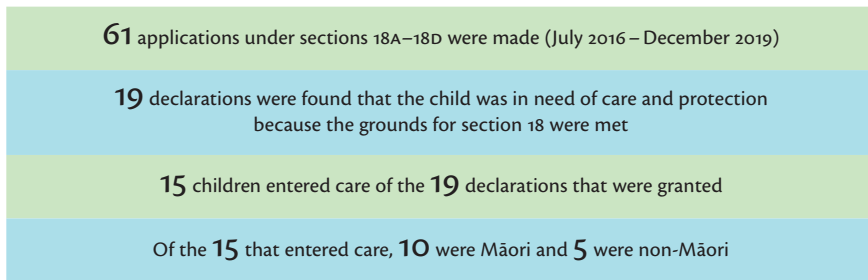 61 applications under sections 18A–18D were made (July 2016 – December 2019)
19 declarations were found that the child was in need of care and protection
because the grounds for section 18 were met
15 children entered care of the 19 declarations that were granted
Of the 15 that entered care, 10 were Māori and 5 were non-Māori